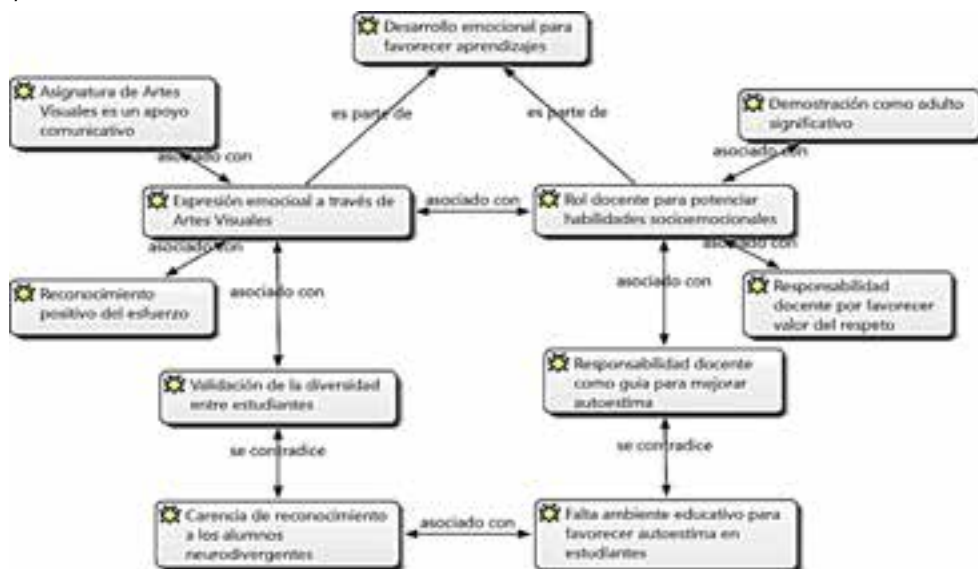 Desarrollo emocional para
favorecer aprendizajes
Asignatura de Artes
Visuales es un apoyo
comunicativo
es parte de
es parte de
Demostración como adulto
significativo
asociado con
asociado con
Expresión emocioal a través de
Artes Visuales
asociado con
Rol docente para potenciar
habilidades socioemocionales
asociado con
asociado con
Reconocimiento
positivo del esfuerzo
asociado con
asociado con
Responsabilidad
docente por favorecer
valor del respeto
Validación de la diversidad
entre estudiantes
Responsabilidad docente
como guia para mejorar
autoestima
se contradice
se contradice
Carencia de reconocimiento
a los alumnos
neurodivergentes
asociado con
Falta ambiente educativo para
favorecer autoestima en
estudiantes